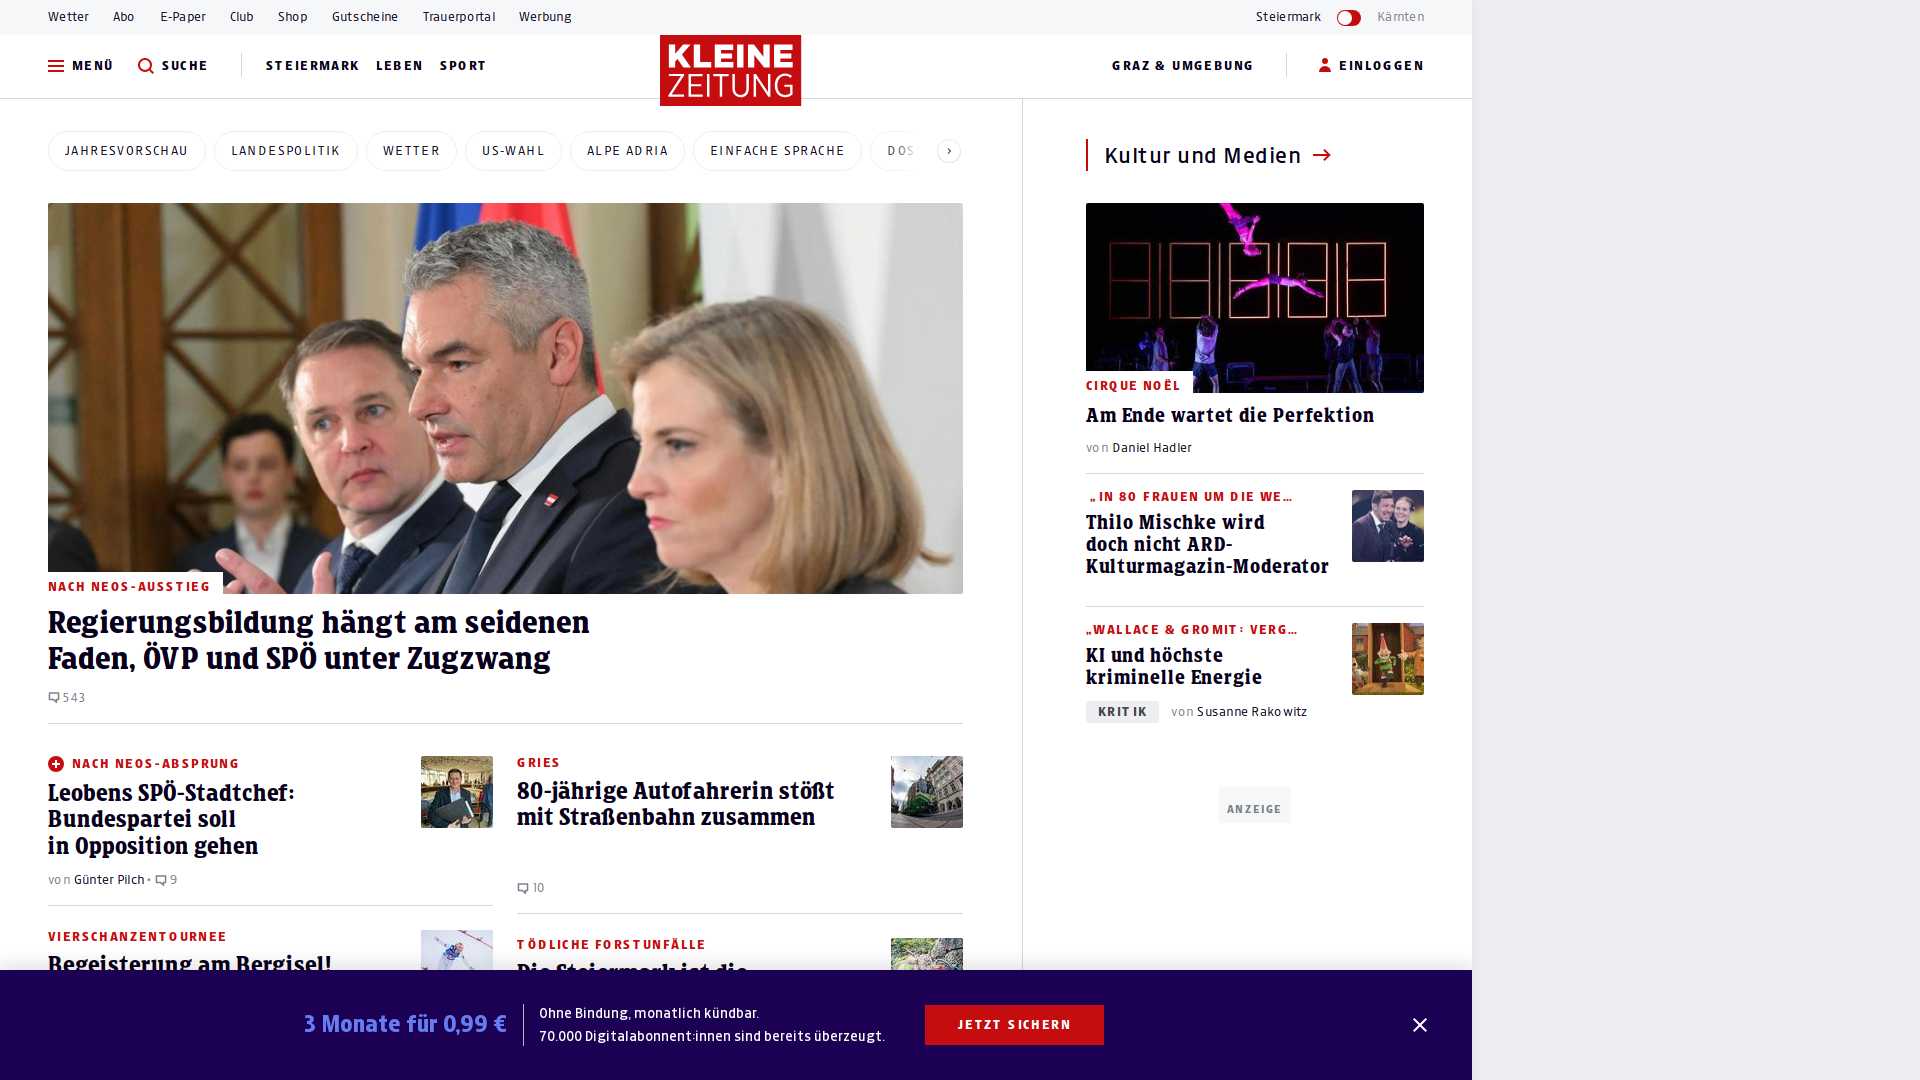 Wetter Abo E-Paper Club Shop Gutscheine Trauerportal Werbung Steiermark Kärnten
MENÜ SUCHE STEIERMARK LEBEN SPORT KLEINE ZEITUNG GRAZ & UMGEBUNG EINLOGGEN
JAHRESVORSCHAU LANDESPOLITIK WETTER US-WAHL ALPE ADRIA EINFACHE SPRACHE DOS
NACH NEOS-AUSSTIEG
Regierungsbildung hängt am seidenen
Faden, ÖVP und SPÖ unter Zugzwang
543
NACH NEOS-ABSPRUNG
Leobens SPÖ-Stadtchef:
Bundespartei soll
in Opposition gehen
von Günter Pilch • 9
GRIES
80-jährige Autofahrerin stößt
mit Straßenbahn zusammen
10
VIERSCHANZENTOURNEE
Begeisterung am Bergisel!
TÖDLICHE FORSTUNFÄLLE
Die Steiermark ist die
Kultur und Medien
CIRQUE NOËL
Am Ende wartet die Perfektion
von Daniel Hadler
„IN 80 FRAUEN UM DIE WE...
Thilo Mischke wird
doch nicht ARD-
Kulturmagazin-Moderator
„WALLACE & GROMIT: VERG...
KI und höchste
kriminelle Energie
KRITIK von Susanne Rakowitz
ANZEIGE
3 Monate für 0,99 €
Ohne Bindung, monatlich kündbar.
70.000 Digitalabonnent:innen sind bereits überzeugt.
JETZT SICHERN